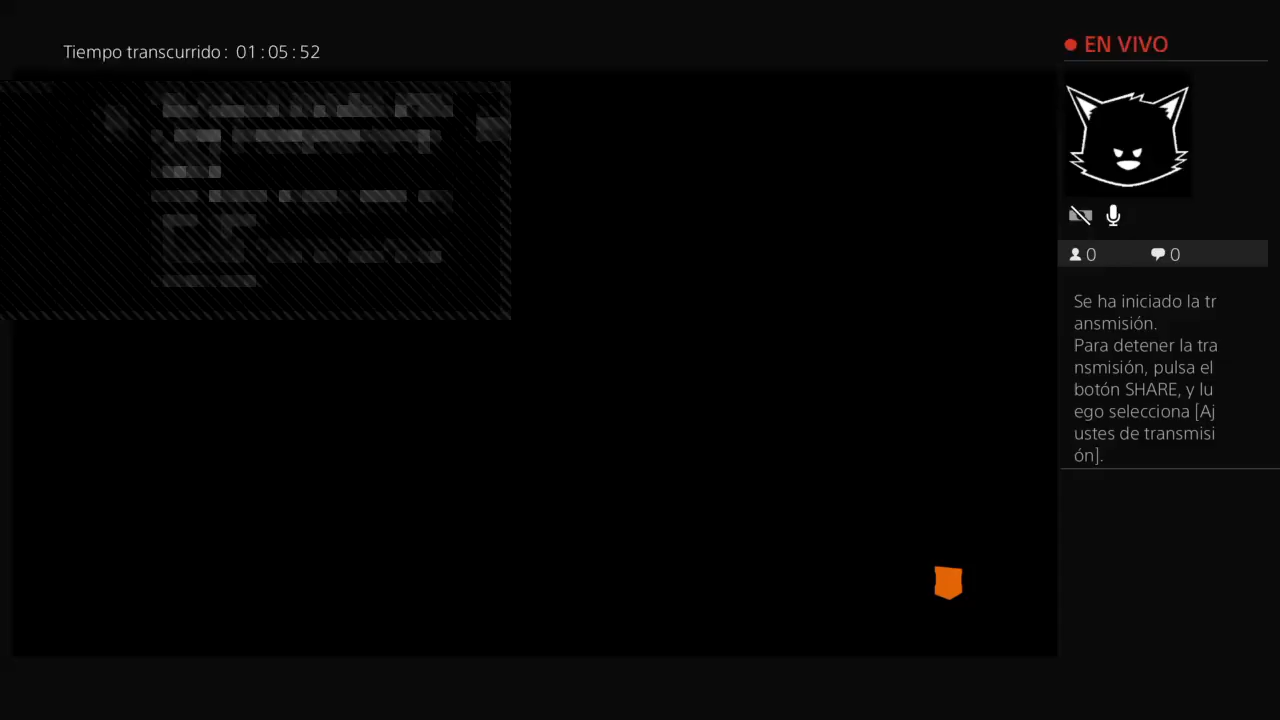 Tiempo transcurrido : 01 : 05 : 52
EN VIVO
0 0
Se ha iniciado la tr
ansmisión.
Para detener la tra
nsmisión, pulsa el
botón SHARE, y lu
ego selecciona [Aj
ustes de transmisi
ón].